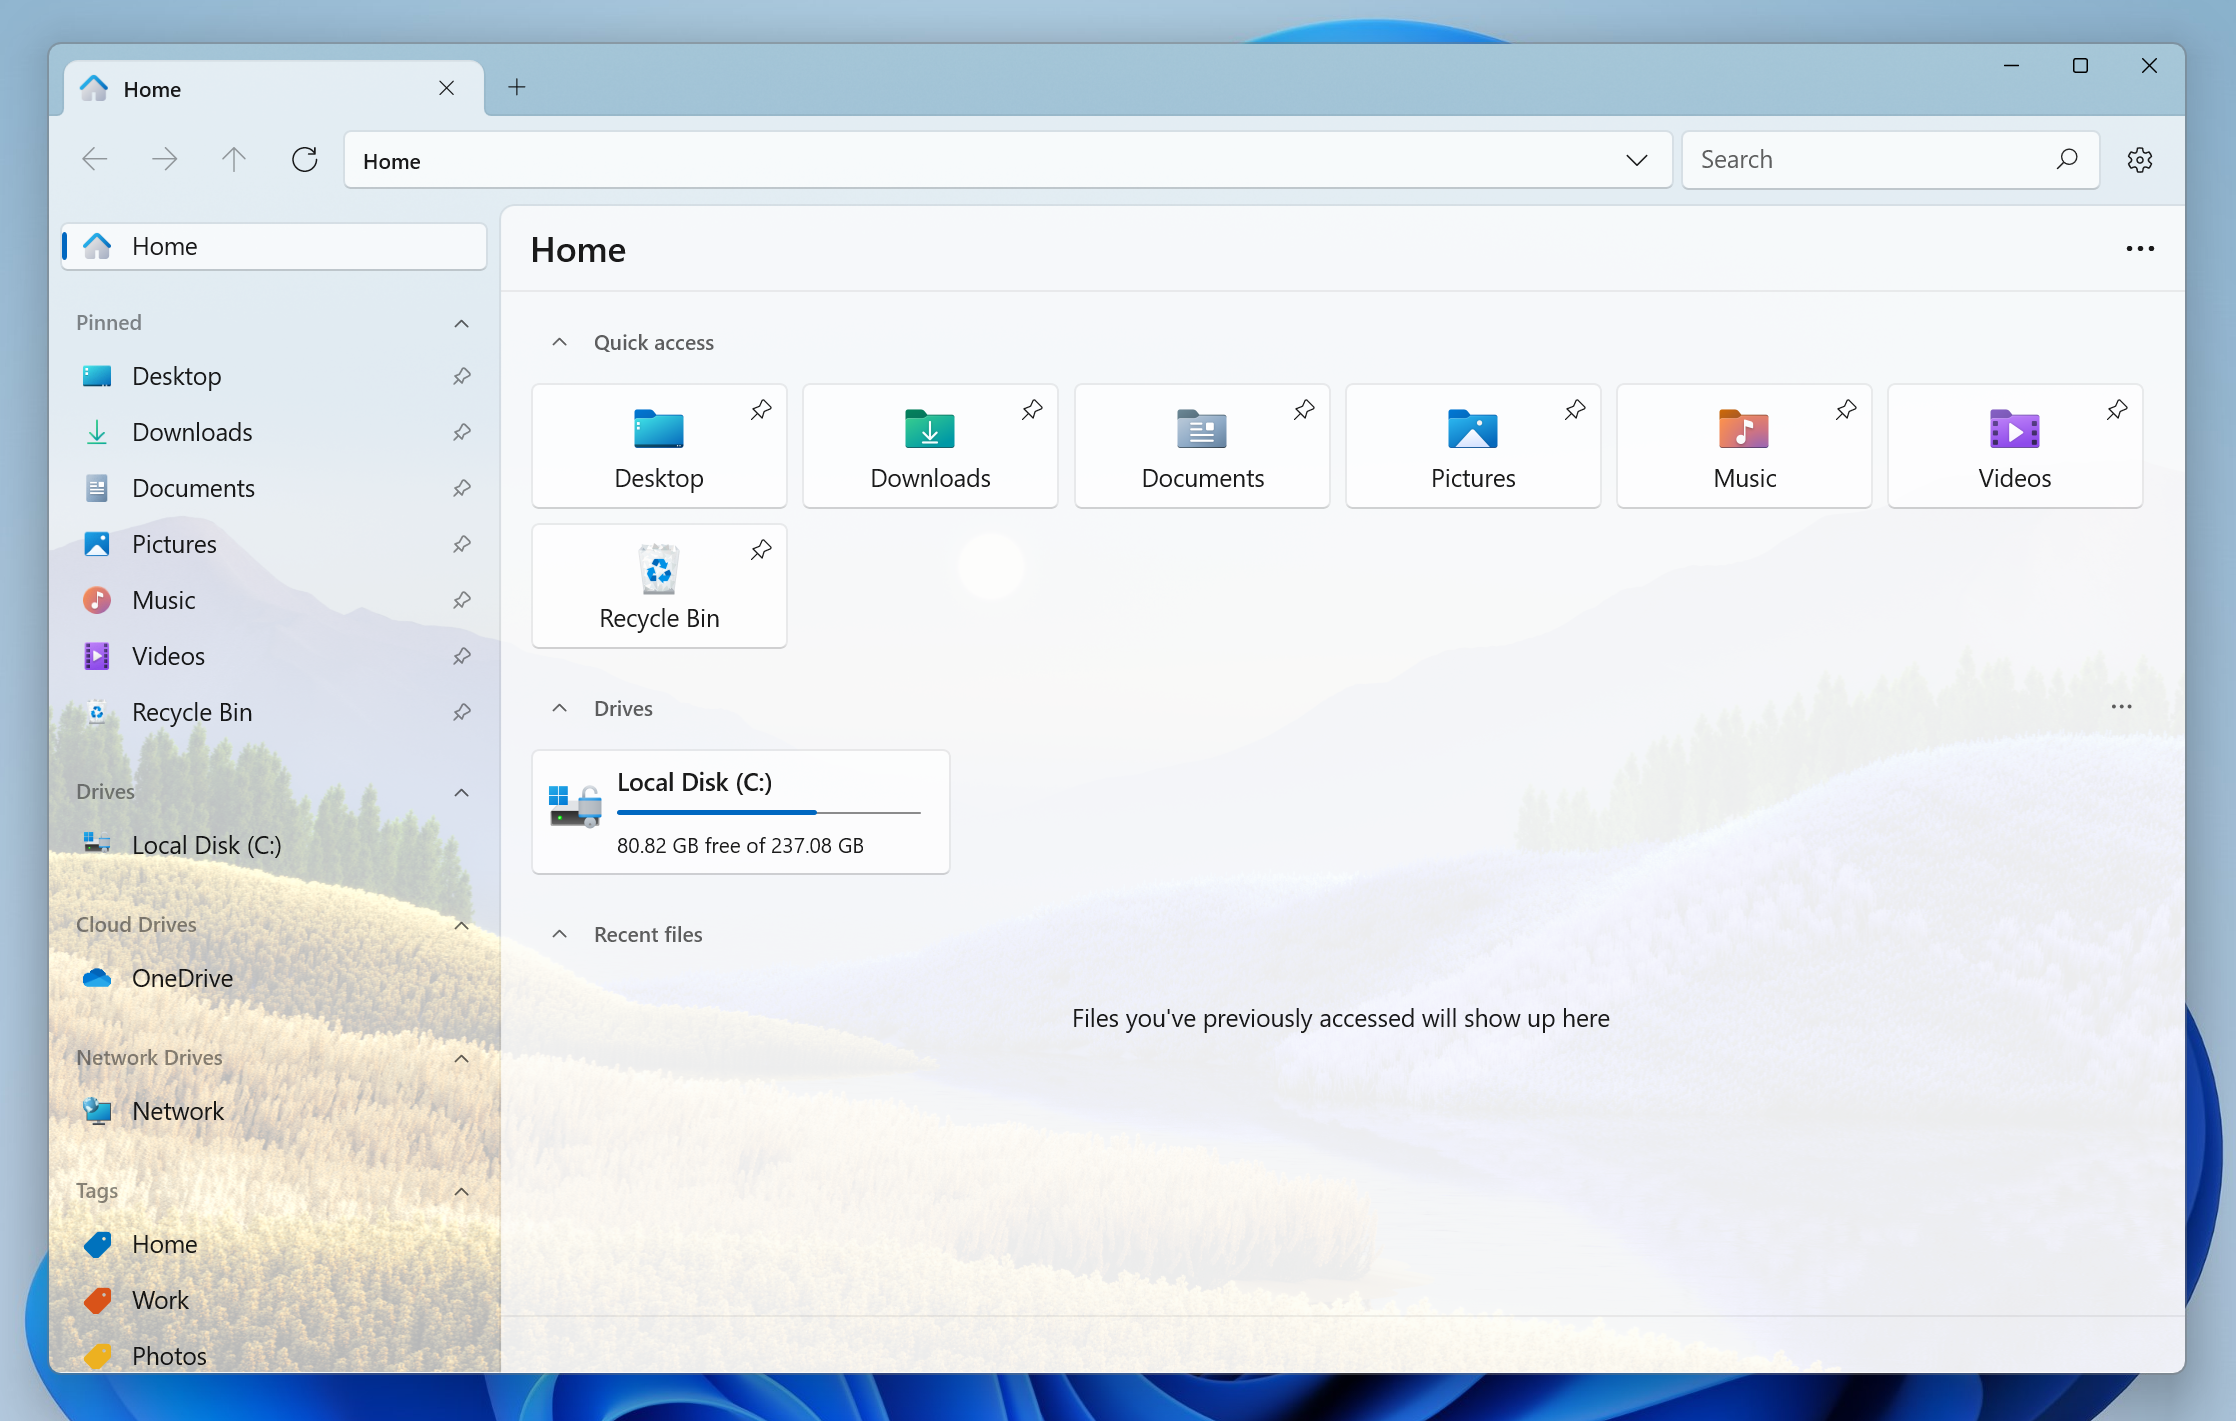 Home
Home
Search
Home
Pinned
Desktop
Downloads
Documents
Pictures
Music
Videos
Recycle Bin
Drives
Local Disk (C:)
Cloud Drives
OneDrive
Network Drives
Network
Tags
Home
Work
Photos
Home
Quick access
Desktop
Downloads
Documents
Pictures
Music
Videos
Recycle Bin
Drives
Local Disk (C:)
80.82 GB free of 237.08 GB
Recent files
Files you've previously accessed will show up here